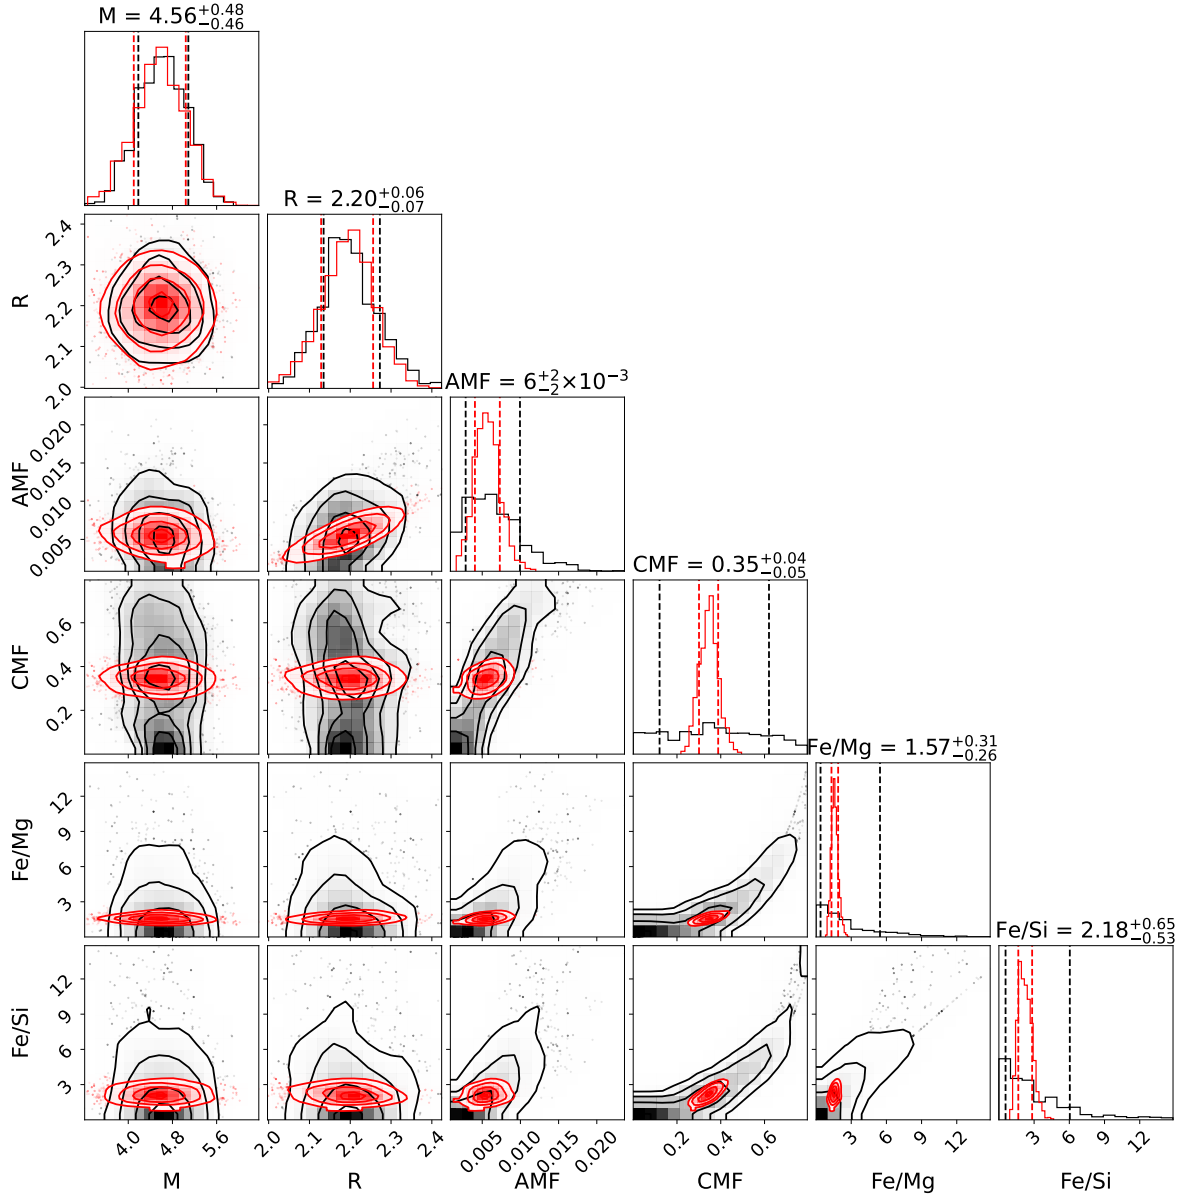 M = 4.56+0.48−0.46
R = 2.20+0.06−0.07
2.4
2.3
2.2
2.1
2.0
R
AMF = 6+2−2×10−3
0.020
0.015
0.010
0.005
AMF
CMF = 0.35+0.04−0.05
0.6
0.4
0.2
CMF
Fe/Mg = 1.57+0.31−0.26
12
9
6
3
Fe/Mg
Fe/Si = 2.18+0.65−0.53
12
9
6
3
Fe/Si
4.0 4.8 5.6 2.0 2.1 2.2 2.3 2.4 0.005 0.010 0.015 0.020 0.2 0.4 0.6 3 6 9 12 3 6 9 12
M R AMF CMF Fe/Mg Fe/Si